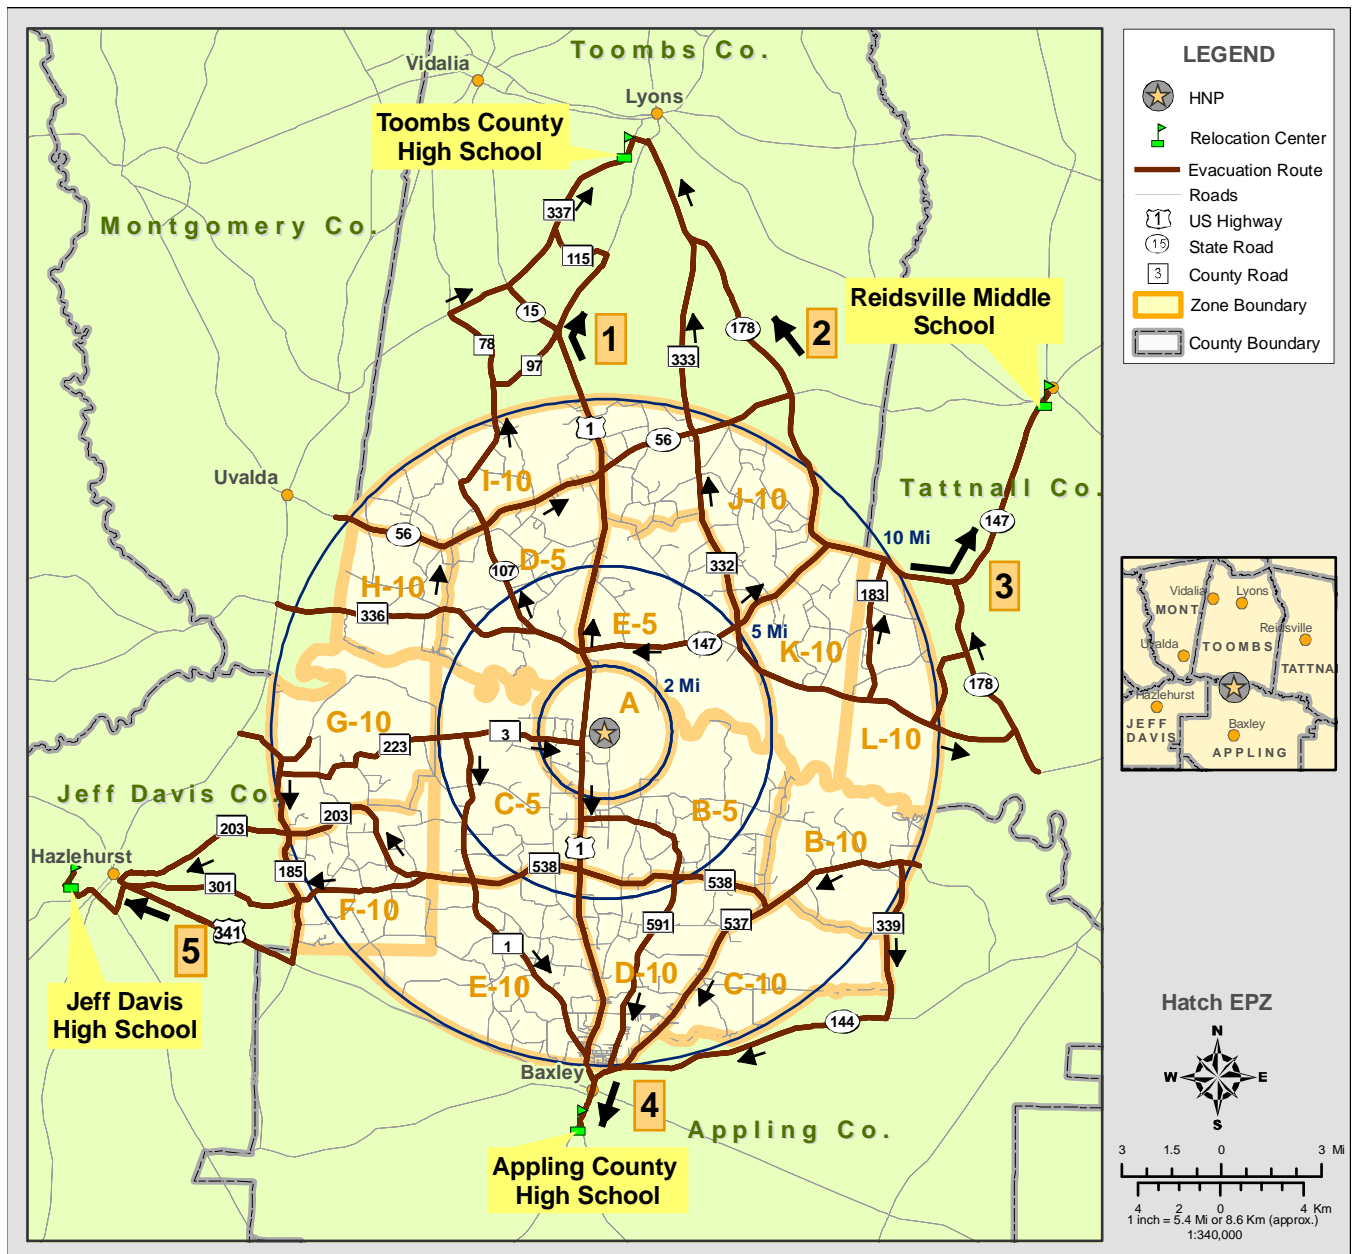 Toombs Co.
Vidalia
Lyons
Toombs County
High School
Montgomery Co.
337
115
15
78
97
1
1
333
178
2
Reidsville Middle
School
56
Uvalda
I-10
J-10
Tattnall Co.
147
10 Mi
56
D-5
107
332
3
H-10
183
336
E-5
5 Mi
147
K-10
2 Mi
178
A
G-10
223
3
L-10
Jeff Davis Co.
C-5
B-5
203
203
B-10
Hazlehurst
1
185
538
538
301
F-10
341
591
537
339
5
1
D-10
C-10
E-10
Jeff Davis
High School
144
Baxley
4
Appling Co.
Appling County
High School
LEGEND
HNP
Relocation Center
Evacuation Route
Roads
1
US Highway
15
State Road
3
County Road
Zone Boundary
County Boundary
Vidalia
Lyons
MONT.
Reidsville
Uvalda
TOOMBS
TATTNAL
Hazlehurst
JEFF
DAVIS
Baxley
APPLING
Hatch EPZ
N
W
E
S
3 1.5 0 3 Mi
4 2 0 4 Km
1 inch = 5.4 Mi or 8.6 Km (approx.)
1:340,000